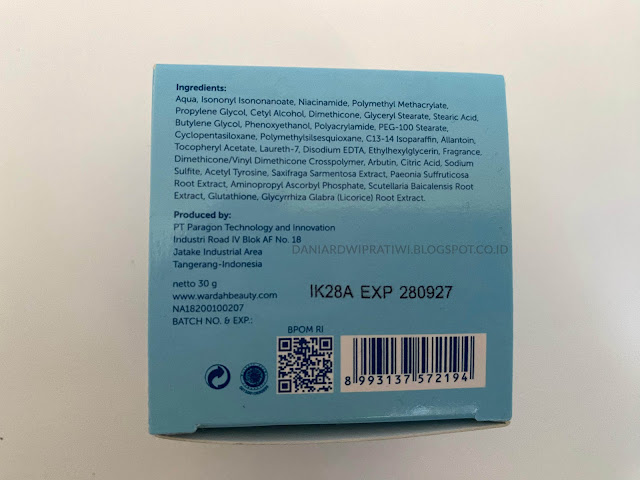 Ingredients:
Aqua, Isononyl Isononanoate, Niacinamide, Polymethyl Methacrylate,
Propylene Glycol, Cetyl Alcohol, Dimethicone, Glyceryl Stearate, Stearic Acid,
Butylene Glycol, Phenoxyethanol, Polyacrylamide, PEG-100 Stearate,
Cyclopentasiloxane, Polymethylsilsesquioxane, C13-14 Isoparaffin, Allantoin,
Tocopheryl Acetate, Laureth-7, Disodium EDTA, Ethylhexylglycerin, Fragrance,
Dimethicone/Vinyl Dimethicone Crosspolymer, Arbutin, Citric Acid, Sodium
Sulfite, Acetyl Tyrosine, Saxifraga Sarmentosa Extract, Paeonia Suffruticosa
Root Extract, Aminopropyl Ascorbyl Phosphate, Scutellaria Baicalensis Root
Extract, Glutathione, Glycyrrhiza Glabra (Licorice) Root Extract.
Produced by:
PT Paragon Technology and Innovation
Industri Road IV Blok AF No. 18
Jatake Industrial Area
Tangerang-Indonesia
DANIARDWIPRATIWI.BLOGSPOT.CO.ID
netto 30 g
www.wardahbeauty.com
NA18200100207
BATCH NO. & EXP.:
IK28A EXP 280927
BPOM RI
8 993137 572194